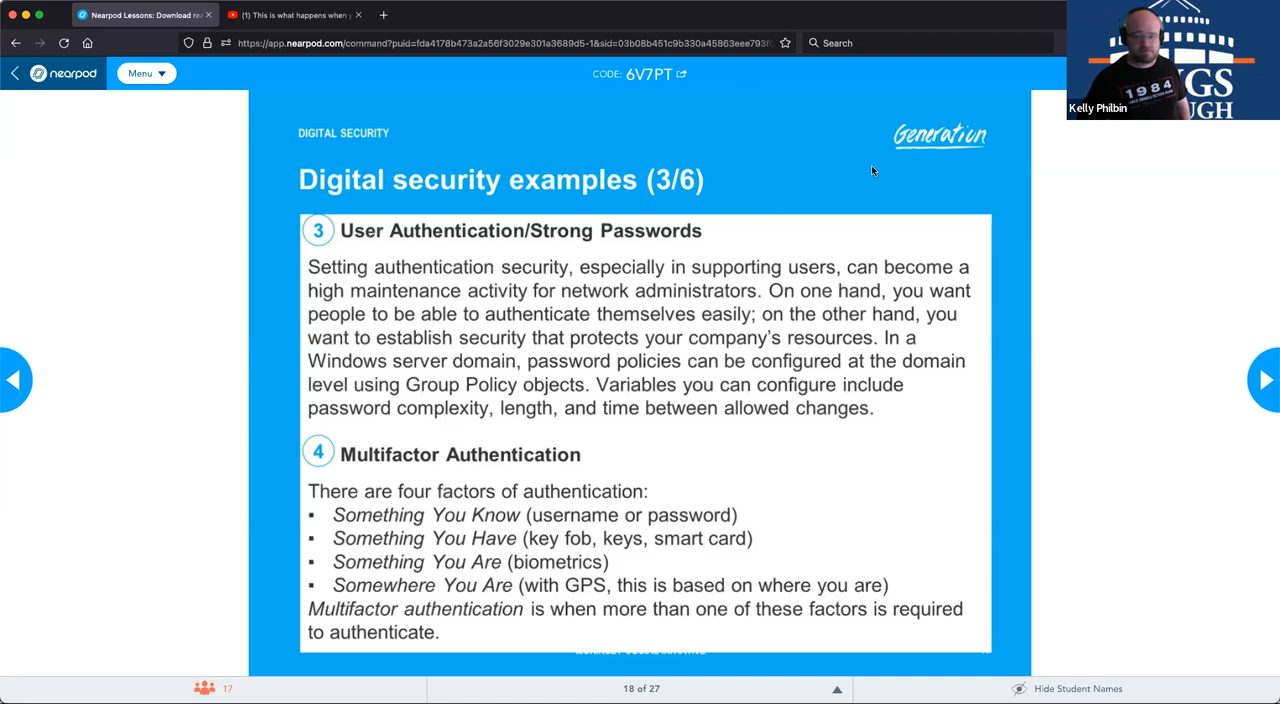 Nearpod Lessons: Download re
(1) This is what happens when
https://app.nearpod.com/command?puid=fda4178b473a2a56f3029e301a3689d5-1&sid=03b08b451c9b330a45863eee793f
Search
nearpod
Menu
CODE: 6V7PT
1984
GS
OUGH
Kelly Philbin
DIGITAL SECURITY
Generation
Digital security examples (3/6)
3 User Authentication/Strong Passwords
Setting authentication security, especially in supporting users, can become a
high maintenance activity for network administrators. On one hand, you want
people to be able to authenticate themselves easily; on the other hand, you
want to establish security that protects your company's resources. In a
Windows server domain, password policies can be configured at the domain
level using Group Policy objects. Variables you can configure include
password complexity, length, and time between allowed changes.
4 Multifactor Authentication
There are four factors of authentication:
▪ Something You Know (username or password)
▪ Something You Have (key fob, keys, smart card)
▪ Something You Are (biometrics)
▪ Somewhere You Are (with GPS, this is based on where you are)
Multifactor authentication is when more than one of these factors is required
to authenticate.
17
18 of 27
Hide Student Names